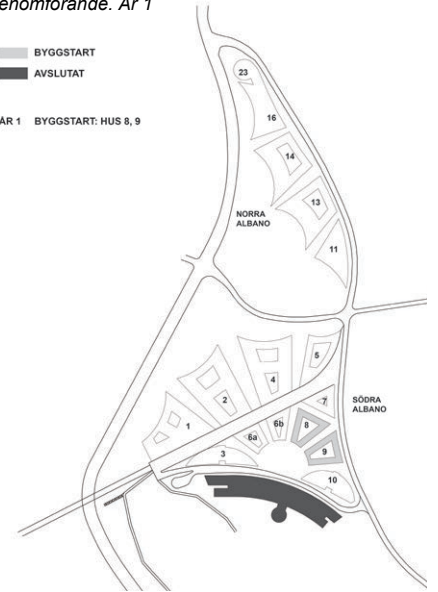 enomförande. År 1
BYGGSTART
AVSLUTAT
ÅR 1 BYGGSTART: HUS 8, 9
23
16
14
13
NORRA
ALBANO
11
5
4
2
7
SÖDRA
ALBANO
1
6b
8
6a
3
9
10